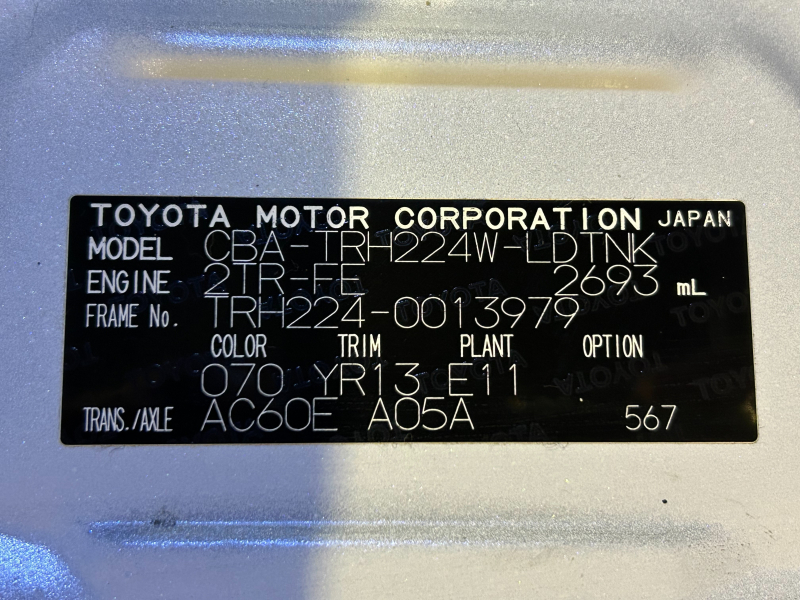 TOYOTA MOTOR CORPORATION JAPAN
MODEL CBA-TRH224W-LDTNK
ENGINE 2TR-FE 2693 mL
FRAME No. TRH224-0013979
COLOR TRIM PLANT OPTION
070 YR13 E11
TRANS./AXLE AC60E A05A 567